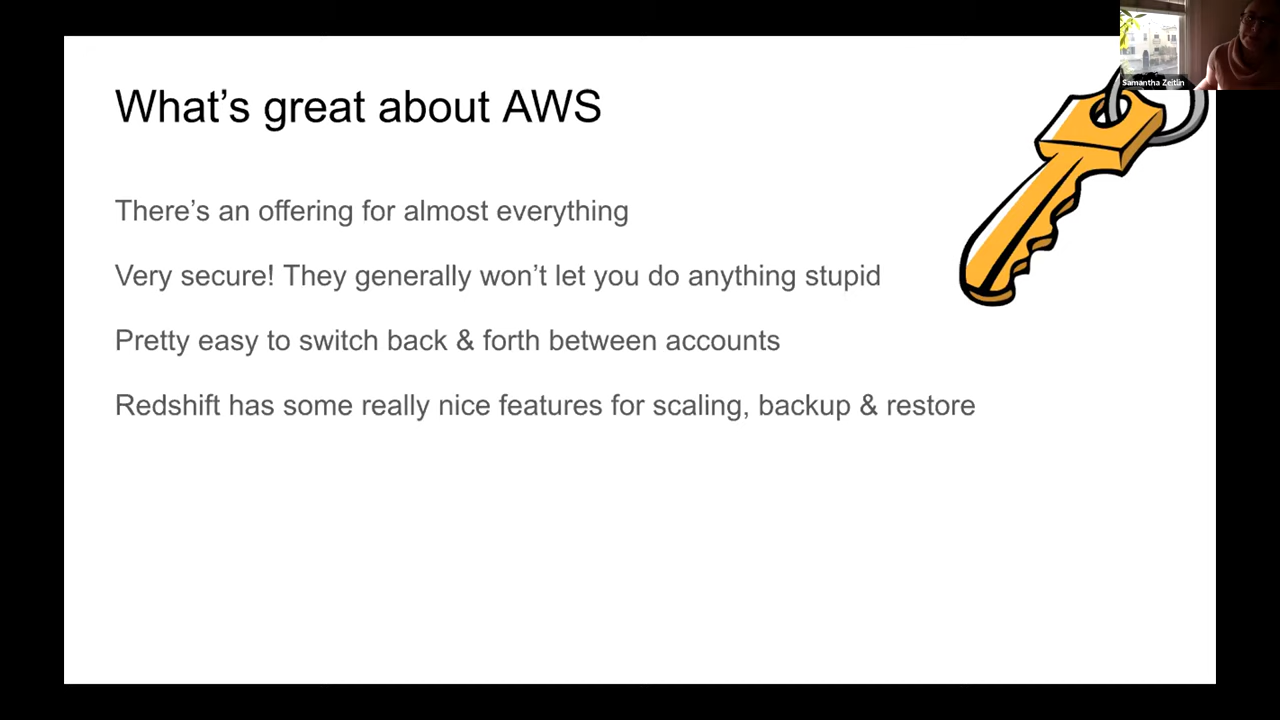 Samantha Zeitlin
What’s great about AWS
There’s an offering for almost everything
Very secure! They generally won’t let you do anything stupid
Pretty easy to switch back & forth between accounts
Redshift has some really nice features for scaling, backup & restore